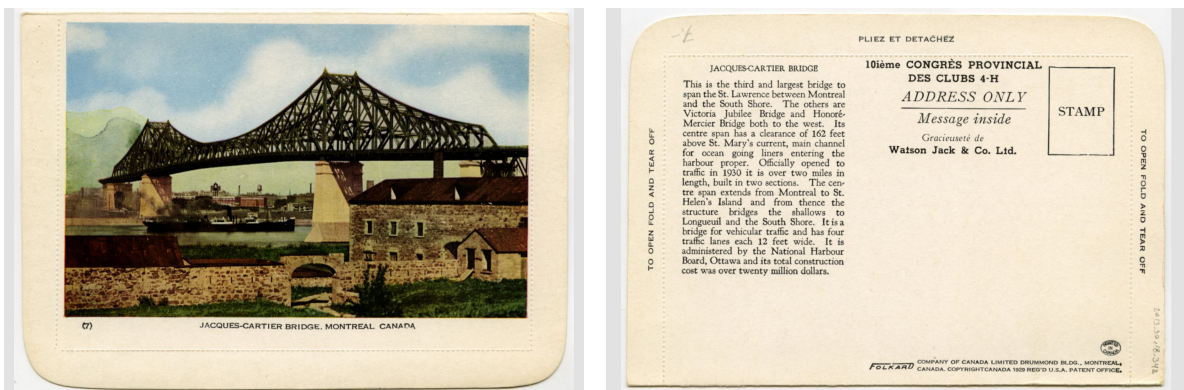 (7)
JACQUES-CARTIER BRIDGE, MONTREAL CANADA
PLIEZ ET DETACHÉZ
TO OPEN FOLD AND TEAR OFF
JACQUES-CARTIER BRIDGE
This is the third and largest bridge to
span the St. Lawrence between Montreal
and the South Shore. The others are
Victoria Jubilee Bridge and Honoré-
Mercier Bridge both to the west. Its
centre span has a clearance of 162 feet
above St. Mary's current, main channel
for ocean going liners entering the
harbour proper. Officially opened to
traffic in 1930 it is over two miles in
length, built in two sections. The cen-
tre span extends from Montreal to St.
Helen's Island and from thence the
structure bridges the shallows to
Longueuil and the South Shore. It is a
bridge for vehicular traffic and has four
traffic lanes each 12 feet wide. It is
administered by the National Harbour
Board, Ottawa and its total construction
cost was over twenty million dollars.
10ième CONGRÈS PROVINCIAL
DES CLUBS 4-H
ADDRESS ONLY
Message inside
Gracieuseté de
Watson Jack & Co. Ltd.
STAMP
TO OPEN FOLD AND TEAR OFF
FOLKARD COMPANY OF CANADA LIMITED DRUMMOND BLDG., MONTREAL,
CANADA. COPYRIGHT CANADA 1929 REG'D U.S.A. PATENT OFFICE.